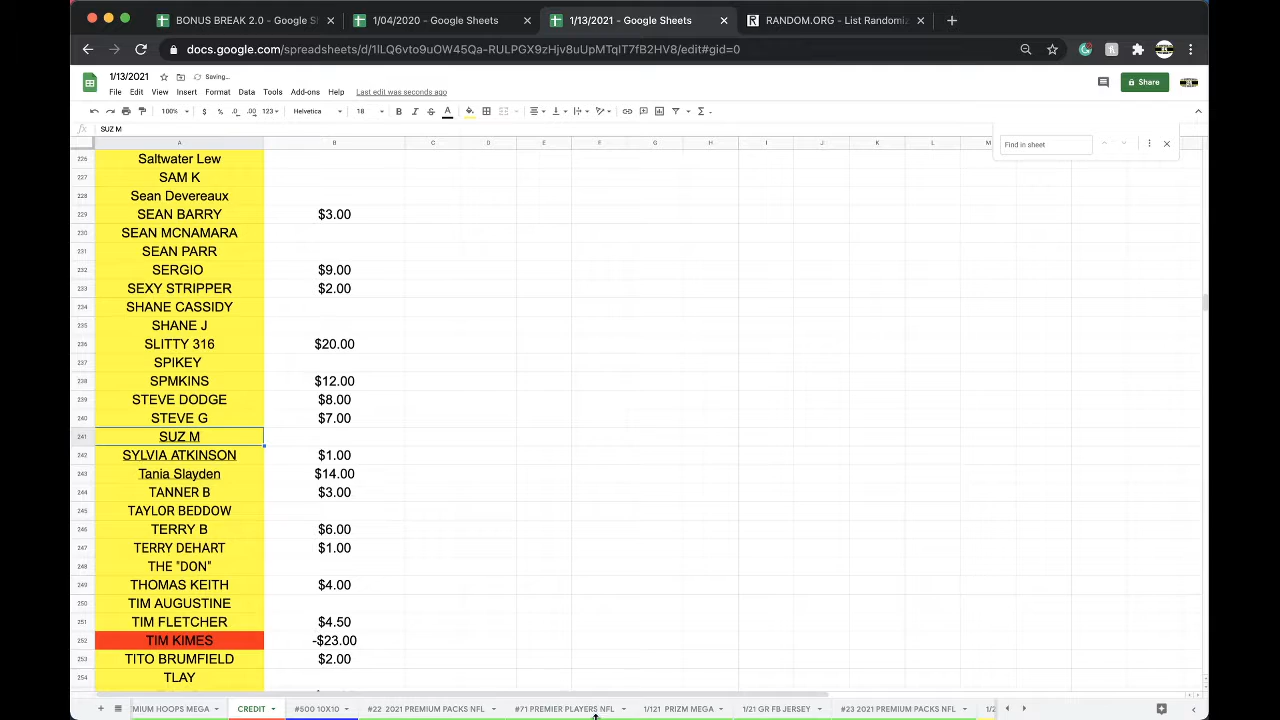 BONUS BREAK 2.0 - Google S × 1/04/2020 - Google Sheets × 1/13/2021 - Google Sheets × RANDOM.ORG - List Randomiz × +
docs.google.com/spreadsheets/d/
1/13/2021 Saving...
File Edit View Insert Format Data Tools Add-ons Help Last edit was seconds ago Share
100% $ % .0 .00 123 Helvetica 18 B I S A
fx SUZ M
Find in sheet
A B C D E F G H I J K L M
226 Saltwater Lew
227 SAM K
228 Sean Devereaux
229 SEAN BARRY $3.00
230 SEAN MCNAMARA
231 SEAN PARR
232 SERGIO $9.00
233 SEXY STRIPPER $2.00
234 SHANE CASSIDY
235 SHANE J
236 SLITTY 316 $20.00
237 SPIKEY
238 SPMKINS $12.00
239 STEVE DODGE $8.00
240 STEVE G $7.00
241 SUZ M
242 SYLVIA ATKINSON $1.00
243 Tania Slayden $14.00
244 TANNER B $3.00
245 TAYLOR BEDDOW
246 TERRY B $6.00
247 TERRY DEHART $1.00
248 THE "DON"
249 THOMAS KEITH $4.00
250 TIM AUGUSTINE
251 TIM FLETCHER $4.50
252 TIM KIMES -$23.00
253 TITO BRUMFIELD $2.00
254 TLAY
MIUM HOOPS MEGA CREDIT #500 10X10 #22 2021 PREMIUM PACKS NFL #71 PREMIER PLAYERS NFL 1/121 PRIZM MEGA 1/21 GR FB JERSEY #23 2021 PREMIUM PACKS NFL 1/2